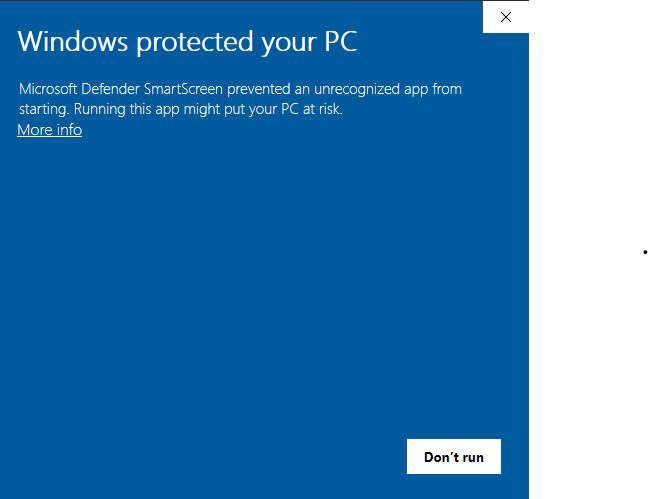 Windows protected your PC
Microsoft Defender SmartScreen prevented an unrecognized app from
starting. Running this app might put your PC at risk.
More info
Don’t run